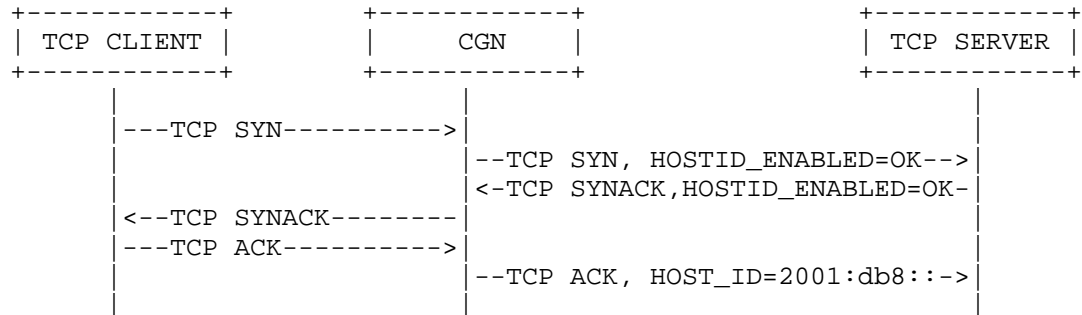 TCP CLIENT CGN TCP SERVER
---TCP SYN---------->
--TCP SYN, HOSTID_ENABLED=OK-->
<-TCP SYNACK,HOSTID_ENABLED=OK-
<--TCP SYNACK--------
---TCP ACK---------->
--TCP ACK, HOST_ID=2001:db8::->